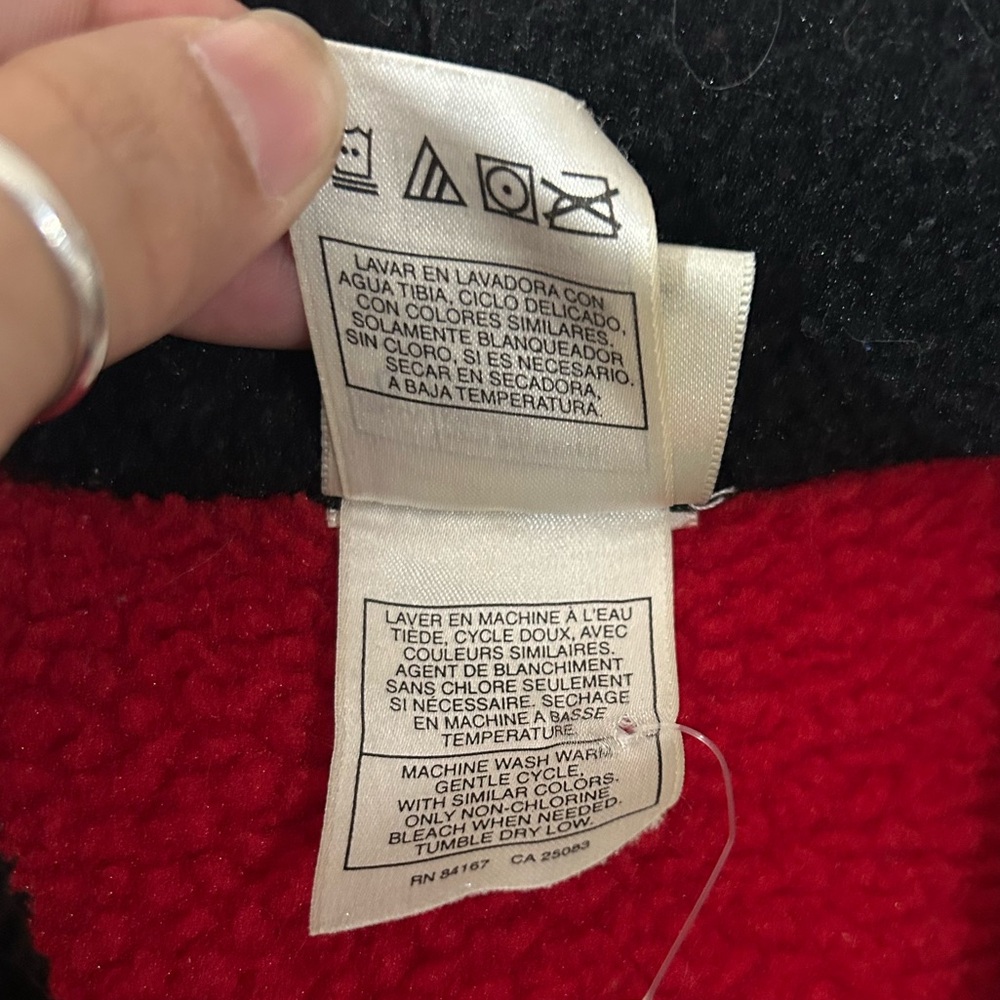 LAVAR EN LAVADORA CON
AGUA TIBIA, CICLO DELICADO,
CON COLORES SIMILARES.
SOLAMENTE BLANQUEADOR
SIN CLORO, SI ES NECESARIO.
SECAR EN SECADORA,
A BAJA TEMPERATURA.
LAVER EN MACHINE À L'EAU
TIÈDE, CYCLE DOUX, AVEC
COULEURS SIMILAIRES.
AGENT DE BLANCHIMENT
SANS CHLORE SEULEMENT
SI NÉCESSAIRE. SECHAGE
EN MACHINE A BASSE
TEMPERATURE.
MACHINE WASH WARM
GENTLE CYCLE,
WITH SIMILAR COLORS.
ONLY NON-CHLORINE
BLEACH WHEN NEEDED.
TUMBLE DRY LOW.
RN 84167 CA 25083